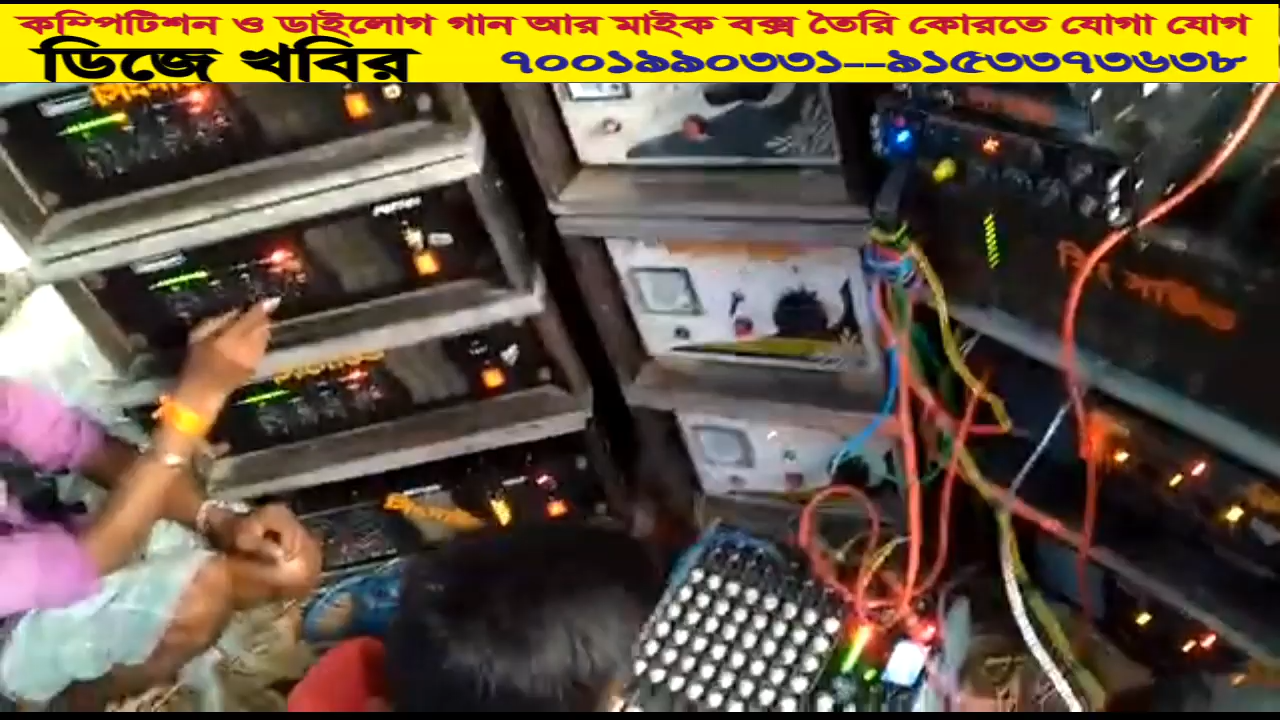 কম্পিটিশন ও ডাইলোগ গান আর মাইক বক্স তৈরি কোরতে যোগা যোগ
ডিজে খবির ৭০০১৯৯০৩৩১--৯১৫৩৩৭৩৬৩৮